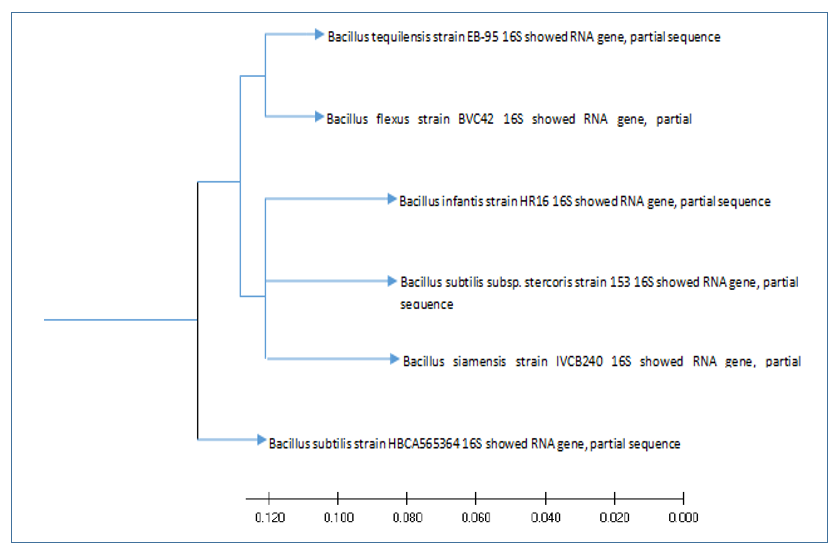 Bacillus tequilensis strain EB-95 16S showed RNA gene, partial sequence
Bacillus flexus strain BVC42 16S showed RNA gene, partial
Bacillus infantis strain HR16 16S showed RNA gene, partial sequence
Bacillus subtilis subsp. stercoris strain 153 16S showed RNA gene, partial
sequence
Bacillus siamensis strain IVCB240 16S showed RNA gene, partial
Bacillus subtilis strain HBCA565364 16S showed RNA gene, partial sequence
0.120 0.100 0.080 0.060 0.040 0.020 0.000